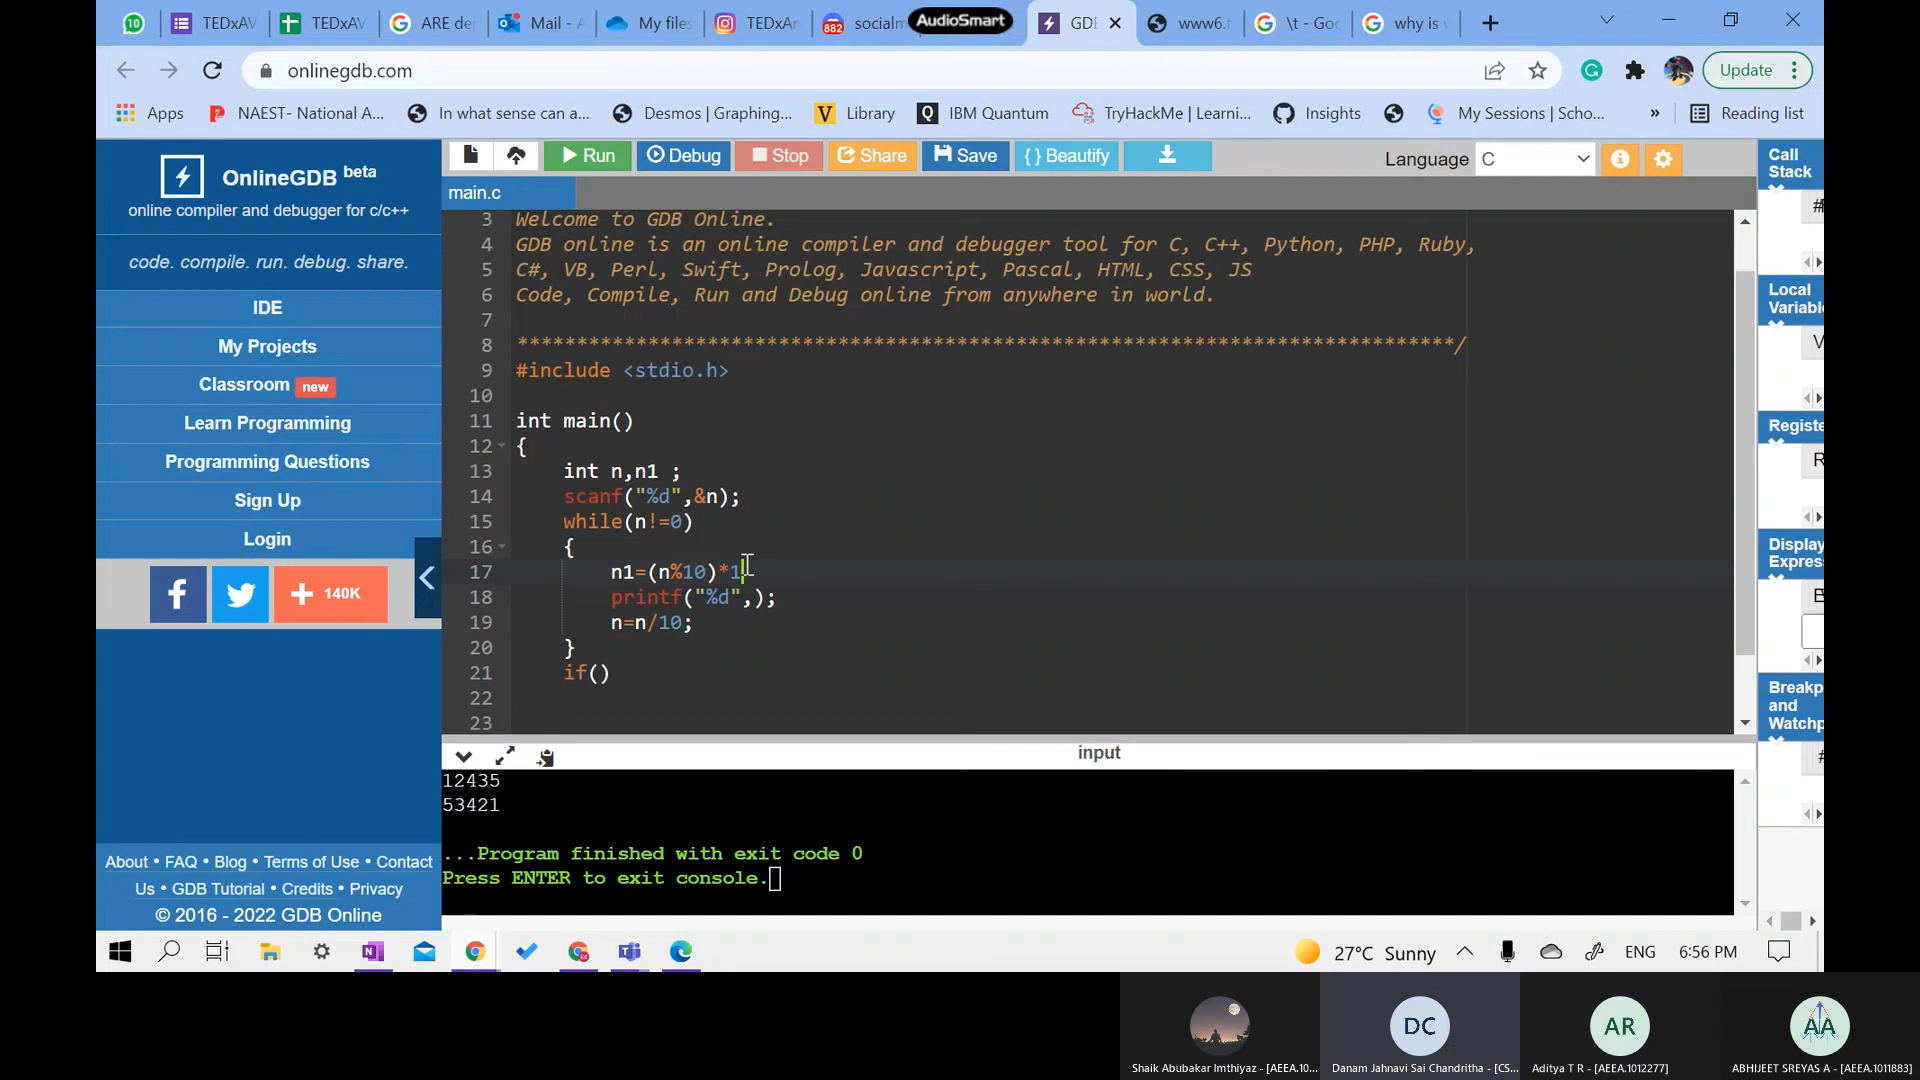 10
TEDxAV
TEDxAV
ARE de
Mail - A
My files
TEDxAn
882
socialm
AudioSmart
GDB
www6.t
\t - Goo
why is v
onlinegdb.com
Update
Apps
NAEST- National A...
In what sense can a...
Desmos | Graphing...
Library
IBM Quantum
TryHackMe | Learni...
Insights
My Sessions | Scho...
»
Reading list
OnlineGDB beta
online compiler and debugger for c/c++
code. compile. run. debug. share.
IDE
My Projects
Classroom new
Learn Programming
Programming Questions
Sign Up
Login
140K
About • FAQ • Blog • Terms of Use • Contact
Us • GDB Tutorial • Credits • Privacy
© 2016 - 2022 GDB Online
Run
Debug
Stop
Share
Save
{ } Beautify
Language C
main.c
3 Welcome to GDB Online.
4 GDB online is an online compiler and debugger tool for C, C++, Python, PHP, Ruby,
5 C#, VB, Perl, Swift, Prolog, Javascript, Pascal, HTML, CSS, JS
6 Code, Compile, Run and Debug online from anywhere in world.
7
8 *******************************************************************************/
9 #include <stdio.h>
10
11 int main()
12 {
13 int n,n1 ;
14 scanf("%d",&n);
15 while(n!=0)
16 {
17 n1=(n%10)*1
18 printf("%d",);
19 n=n/10;
20 }
21 if()
22
23
input
12435
53421
...Program finished with exit code 0
Press ENTER to exit console.
Call
Stack
Local
Variabl
Registe
Display
Expres
Breakp
and
Watchp
27°C Sunny
ENG
6:56 PM
DC
AR
AA
Shaik Abubakar Imthiyaz - [AEEA.10...
Danam Jahnavi Sai Chandritha - [CS...
Aditya T R - [AEEA.1012277]
ABHIJEET SREYAS A - [AEEA.1011883]